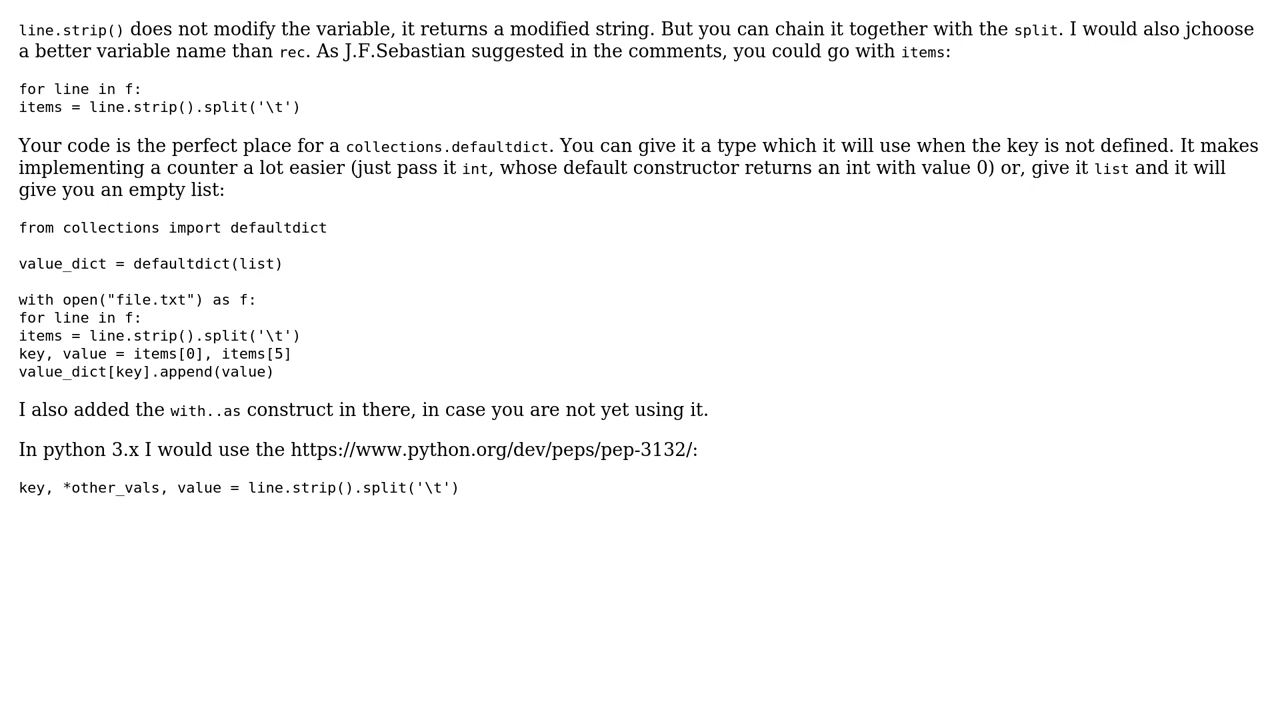 line.strip() does not modify the variable, it returns a modified string. But you can chain it together with the split. I would also jchoose
a better variable name than rec. As J.F.Sebastian suggested in the comments, you could go with items:
for line in f:
items = line.strip().split('\t')
Your code is the perfect place for a collections.defaultdict. You can give it a type which it will use when the key is not defined. It makes
implementing a counter a lot easier (just pass it int, whose default constructor returns an int with value 0) or, give it list and it will
give you an empty list:
from collections import defaultdict
value_dict = defaultdict(list)
with open("file.txt") as f:
for line in f:
items = line.strip().split('\t')
key, value = items[0], items[5]
value_dict[key].append(value)
I also added the with..as construct in there, in case you are not yet using it.
In python 3.x I would use the https://www.python.org/dev/peps/pep-3132/:
key, *other_vals, value = line.strip().split('\t')